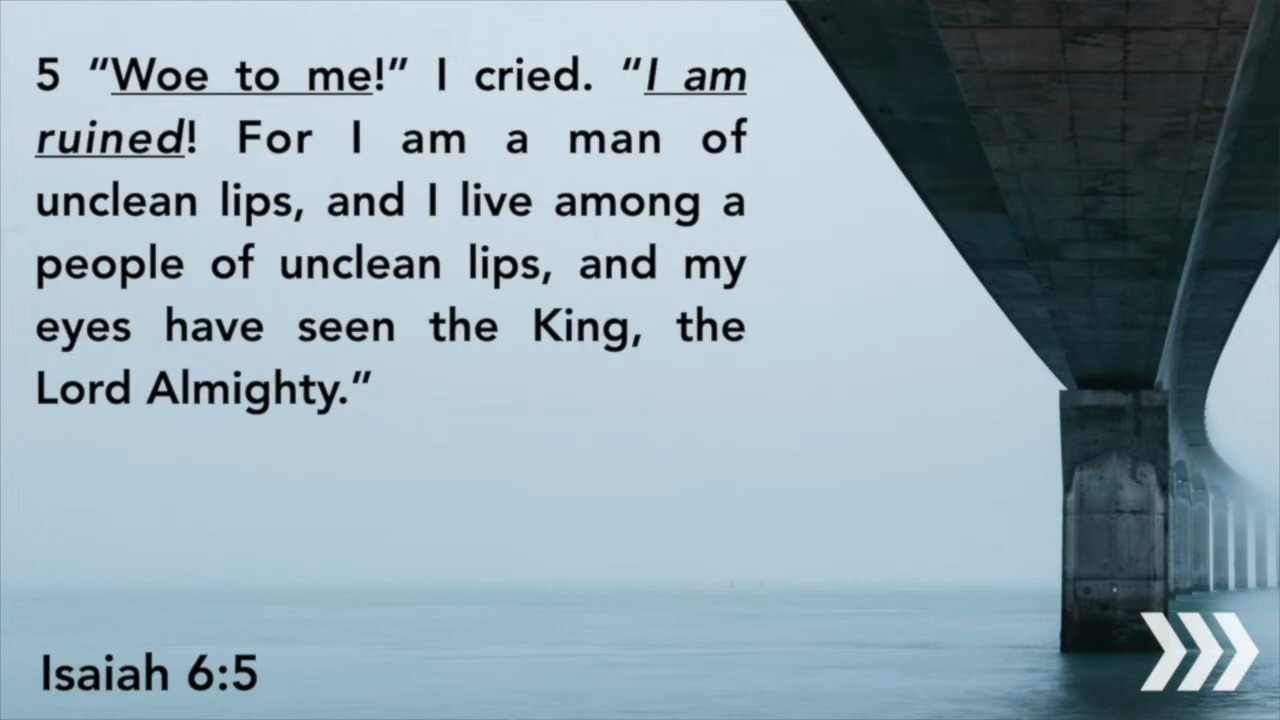 5 “Woe to me!” I cried. “I am
ruined! For I am a man of
unclean lips, and I live among a
people of unclean lips, and my
eyes have seen the King, the
Lord Almighty.”
Isaiah 6:5